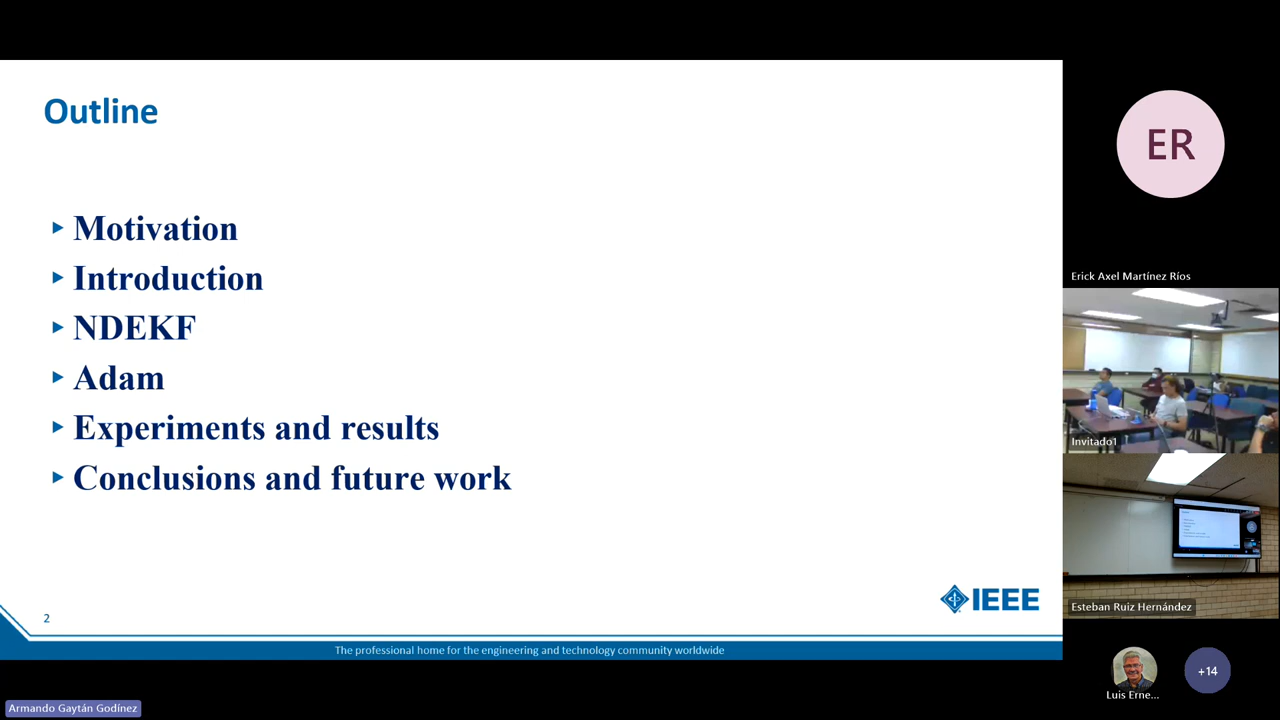 Outline
Motivation
Introduction
NDEKF
Adam
Experiments and results
Conclusions and future work
2
IEEE
The professional home for the engineering and technology community worldwide
Armando Gaytán Godínez
ER
Erick Axel Martínez Ríos
Invitado1
Esteban Ruiz Hernández
Luis Erne...
+14